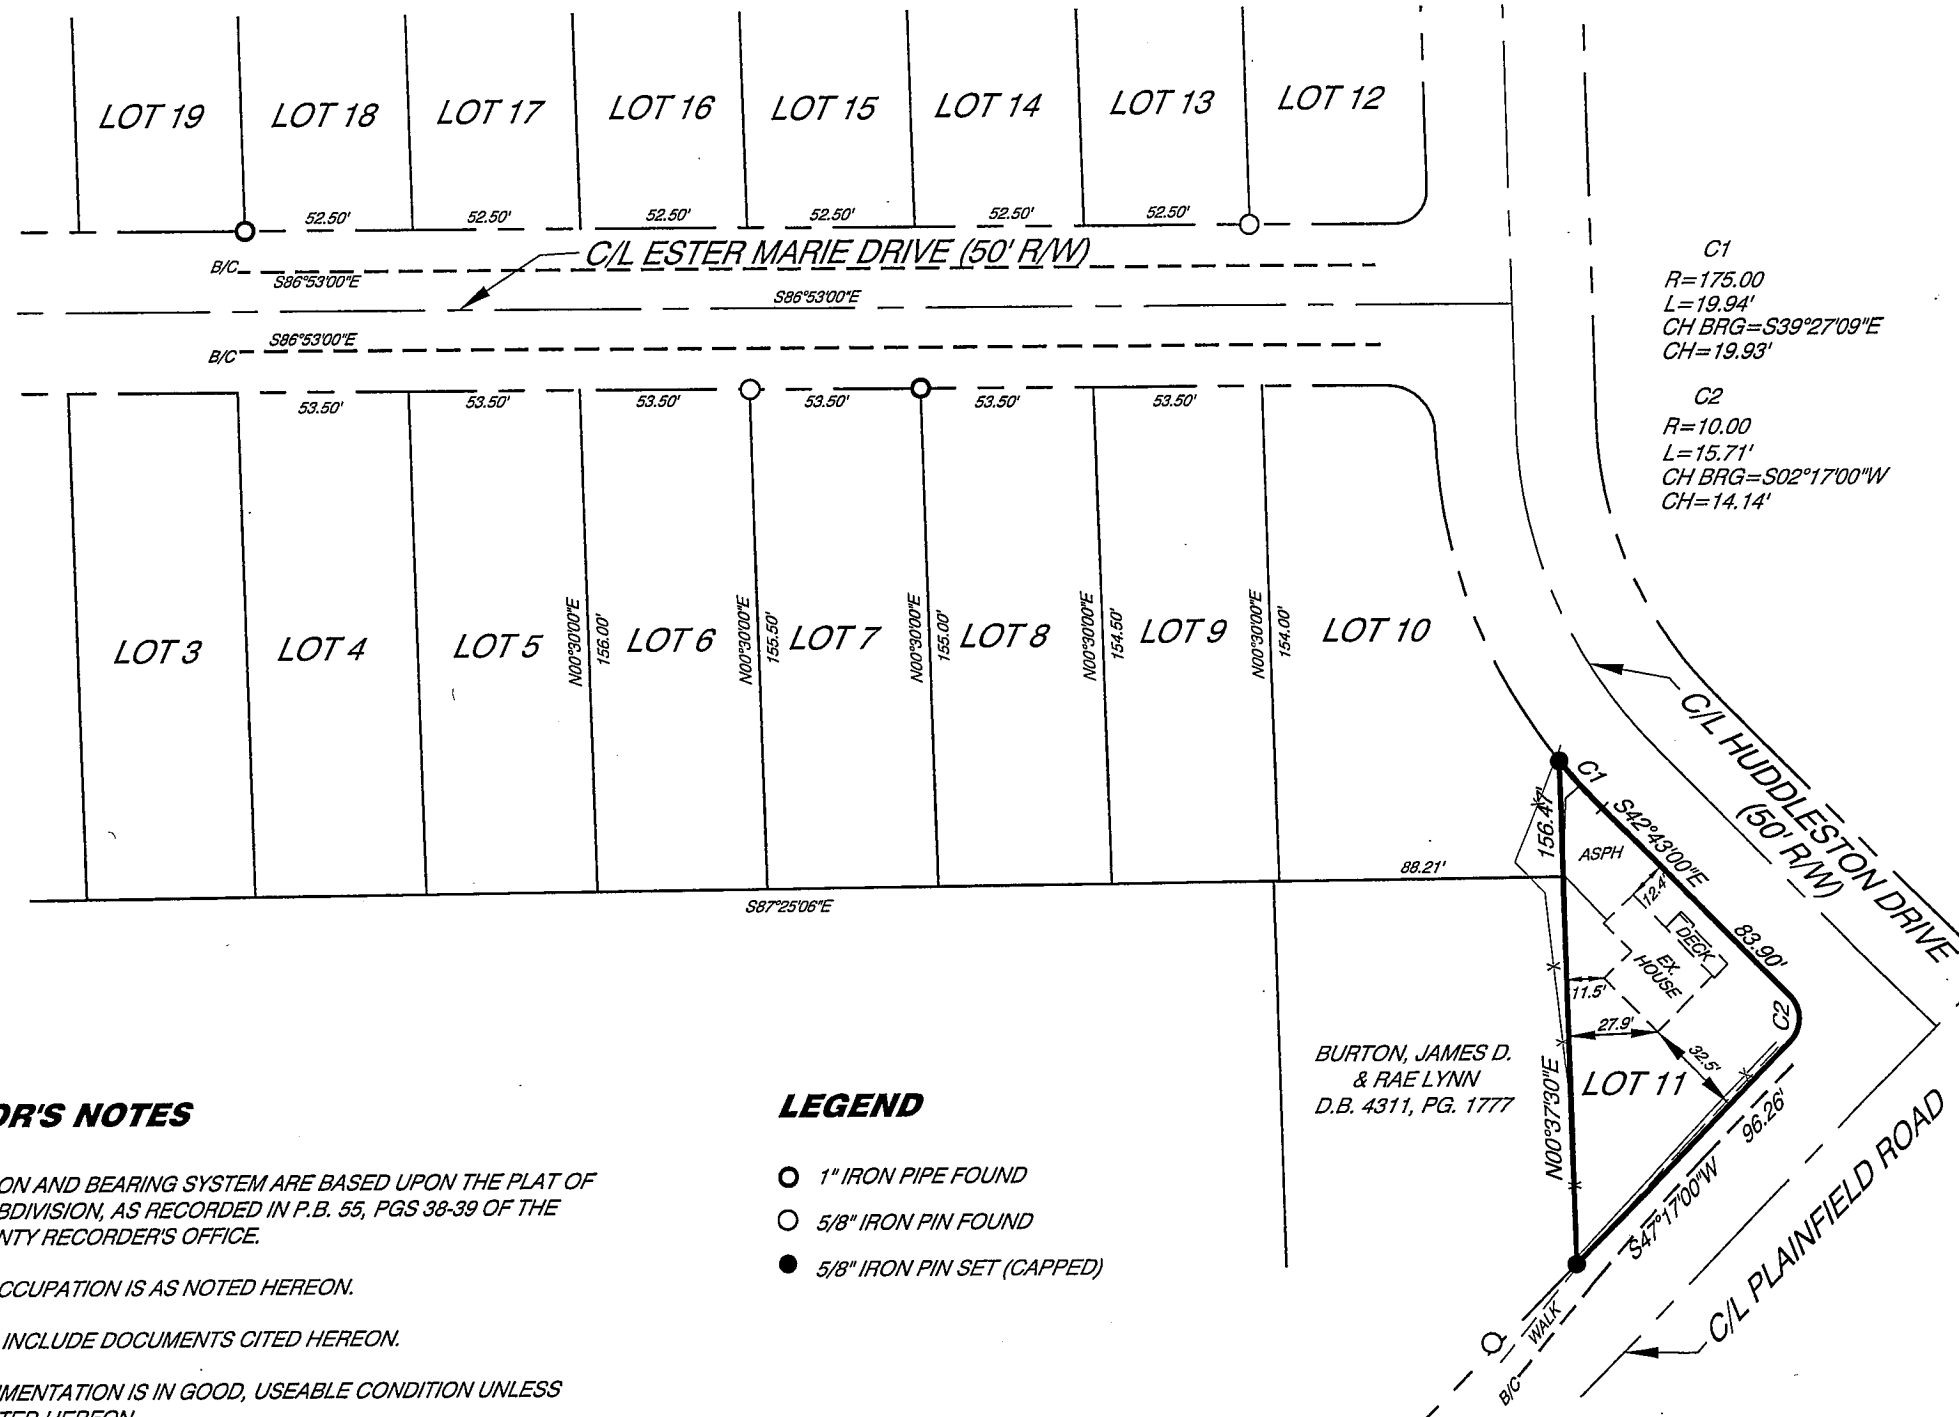 LOT 19
LOT 18
LOT 17
LOT 16
LOT 15
LOT 14
LOT 13
LOT 12
52.50'
52.50'
52.50'
52.50'
52.50'
52.50'
C/L ESTER MARIE DRIVE (50' R/W)
B/C
S86°53'00"E
S86°53'00"E
S86°53'00"E
B/C
53.50'
53.50'
53.50'
53.50'
53.50'
53.50'
C1
R=175.00
L=19.94'
CH BRG=S39°27'09"E
CH=19.93'
C2
R=10.00
L=15.71'
CH BRG=S02°17'00"W
CH=14.14'
LOT 3
LOT 4
LOT 5
N00°30'00"E
156.00'
LOT 6
N00°30'00"E
155.50'
LOT 7
N00°30'00"E
155.00'
LOT 8
N00°30'00"E
154.50'
LOT 9
N00°30'00"E
154.00'
LOT 10
C/L HUDDLESTON DRIVE
(50' R/W)
C1
156.47'
S42°43'00"E
ASPH
88.21'
S87°25'06"E
12.4'
DECK
83.90'
EX.
HOUSE
11.5'
C2
27.9'
32.5'
BURTON, JAMES D.
& RAE LYNN
D.B. 4311, PG. 1777
N00°37'30"E
LOT 11
96.26'
S47°17'00"W
C/L PLAINFIELD ROAD
WALK
B/C
OR'S NOTES
ON AND BEARING SYSTEM ARE BASED UPON THE PLAT OF
BDIVISION, AS RECORDED IN P.B. 55, PGS 38-39 OF THE
NTY RECORDER'S OFFICE.
CCUPATION IS AS NOTED HEREON.
INCLUDE DOCUMENTS CITED HEREON.
MENTATION IS IN GOOD, USEABLE CONDITION UNLESS
TED HEREON.
LEGEND
1" IRON PIPE FOUND
5/8" IRON PIN FOUND
5/8" IRON PIN SET (CAPPED)